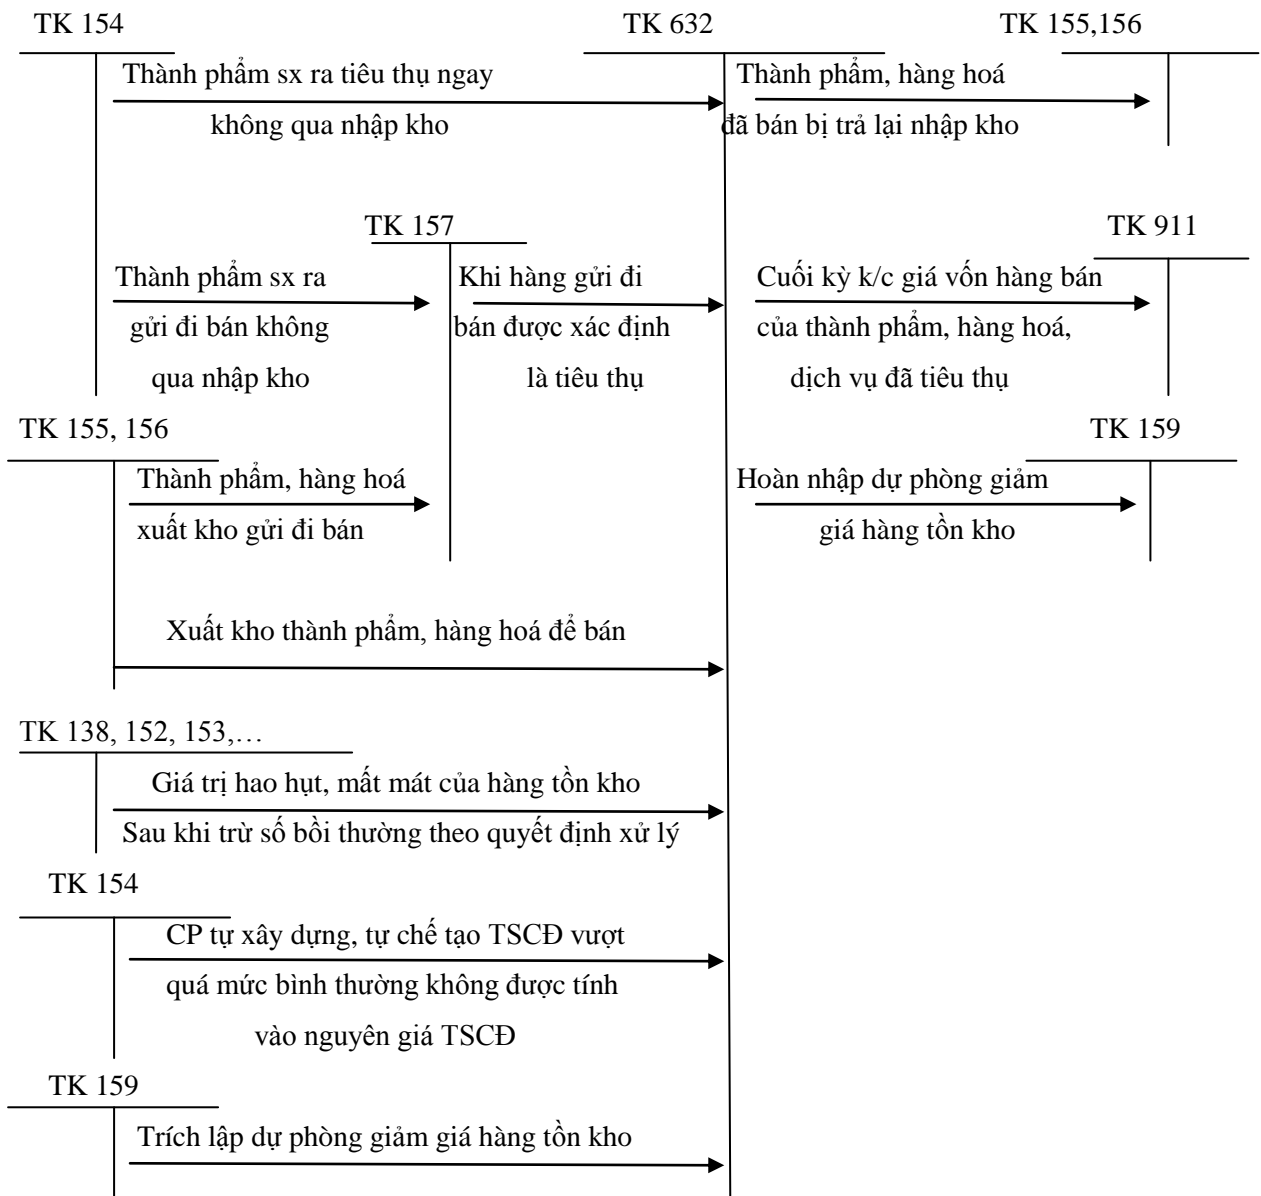 TK 154
TK 632
TK 155,156
Thành phẩm sx ra tiêu thụ ngay
không qua nhập kho
Thành phẩm, hàng hoá
đã bán bị trả lại nhập kho
TK 157
TK 911
Thành phẩm sx ra
gửi đi bán không
qua nhập kho
Khi hàng gửi đi
bán được xác định
là tiêu thụ
Cuối kỳ k/c giá vốn hàng bán
của thành phẩm, hàng hoá,
dịch vụ đã tiêu thụ
TK 155, 156
TK 159
Thành phẩm, hàng hoá
xuất kho gửi đi bán
Hoàn nhập dự phòng giảm
giá hàng tồn kho
Xuất kho thành phẩm, hàng hoá để bán
TK 138, 152, 153,…
Giá trị hao hụt, mất mát của hàng tồn kho
Sau khi trừ số bồi thường theo quyết định xử lý
TK 154
CP tự xây dựng, tự chế tạo TSCĐ vượt
quá mức bình thường không được tính
vào nguyên giá TSCĐ
TK 159
Trích lập dự phòng giảm giá hàng tồn kho